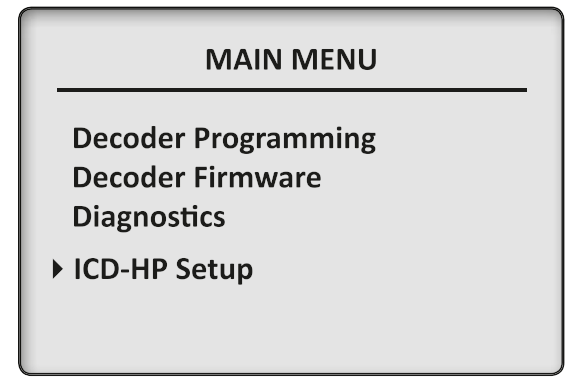 MAIN MENU
Decoder Programming
Decoder Firmware
Diagnostics
ICD-HP Setup